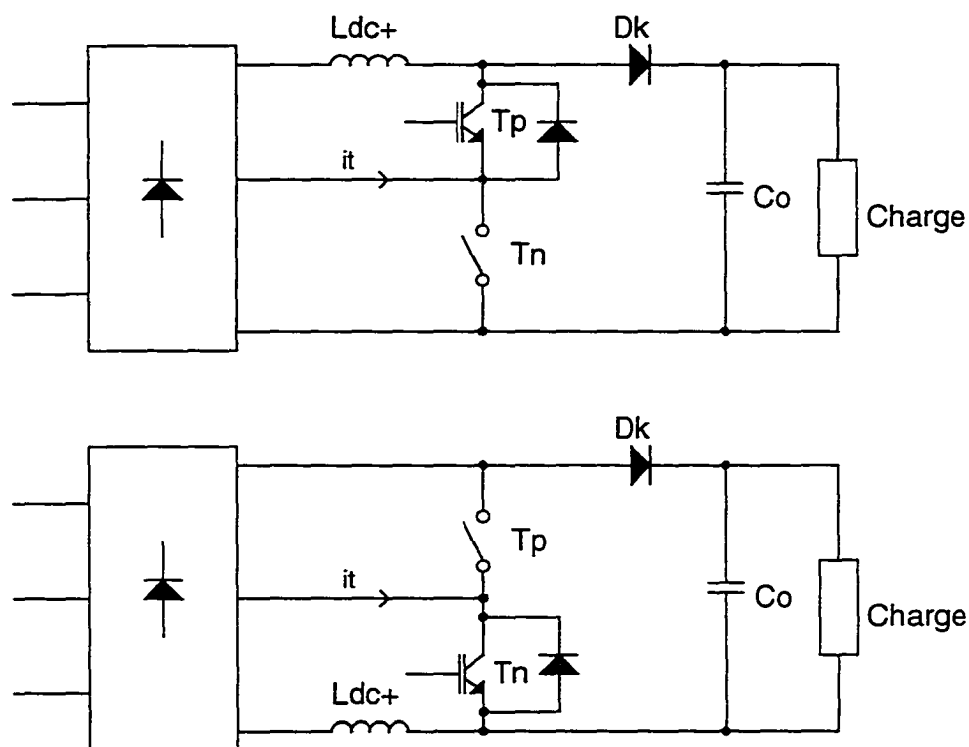 Ldc+
Dk
Tp
it
Co
Charge
Tn
Dk
Tp
it
Co
Charge
Tn
Ldc+